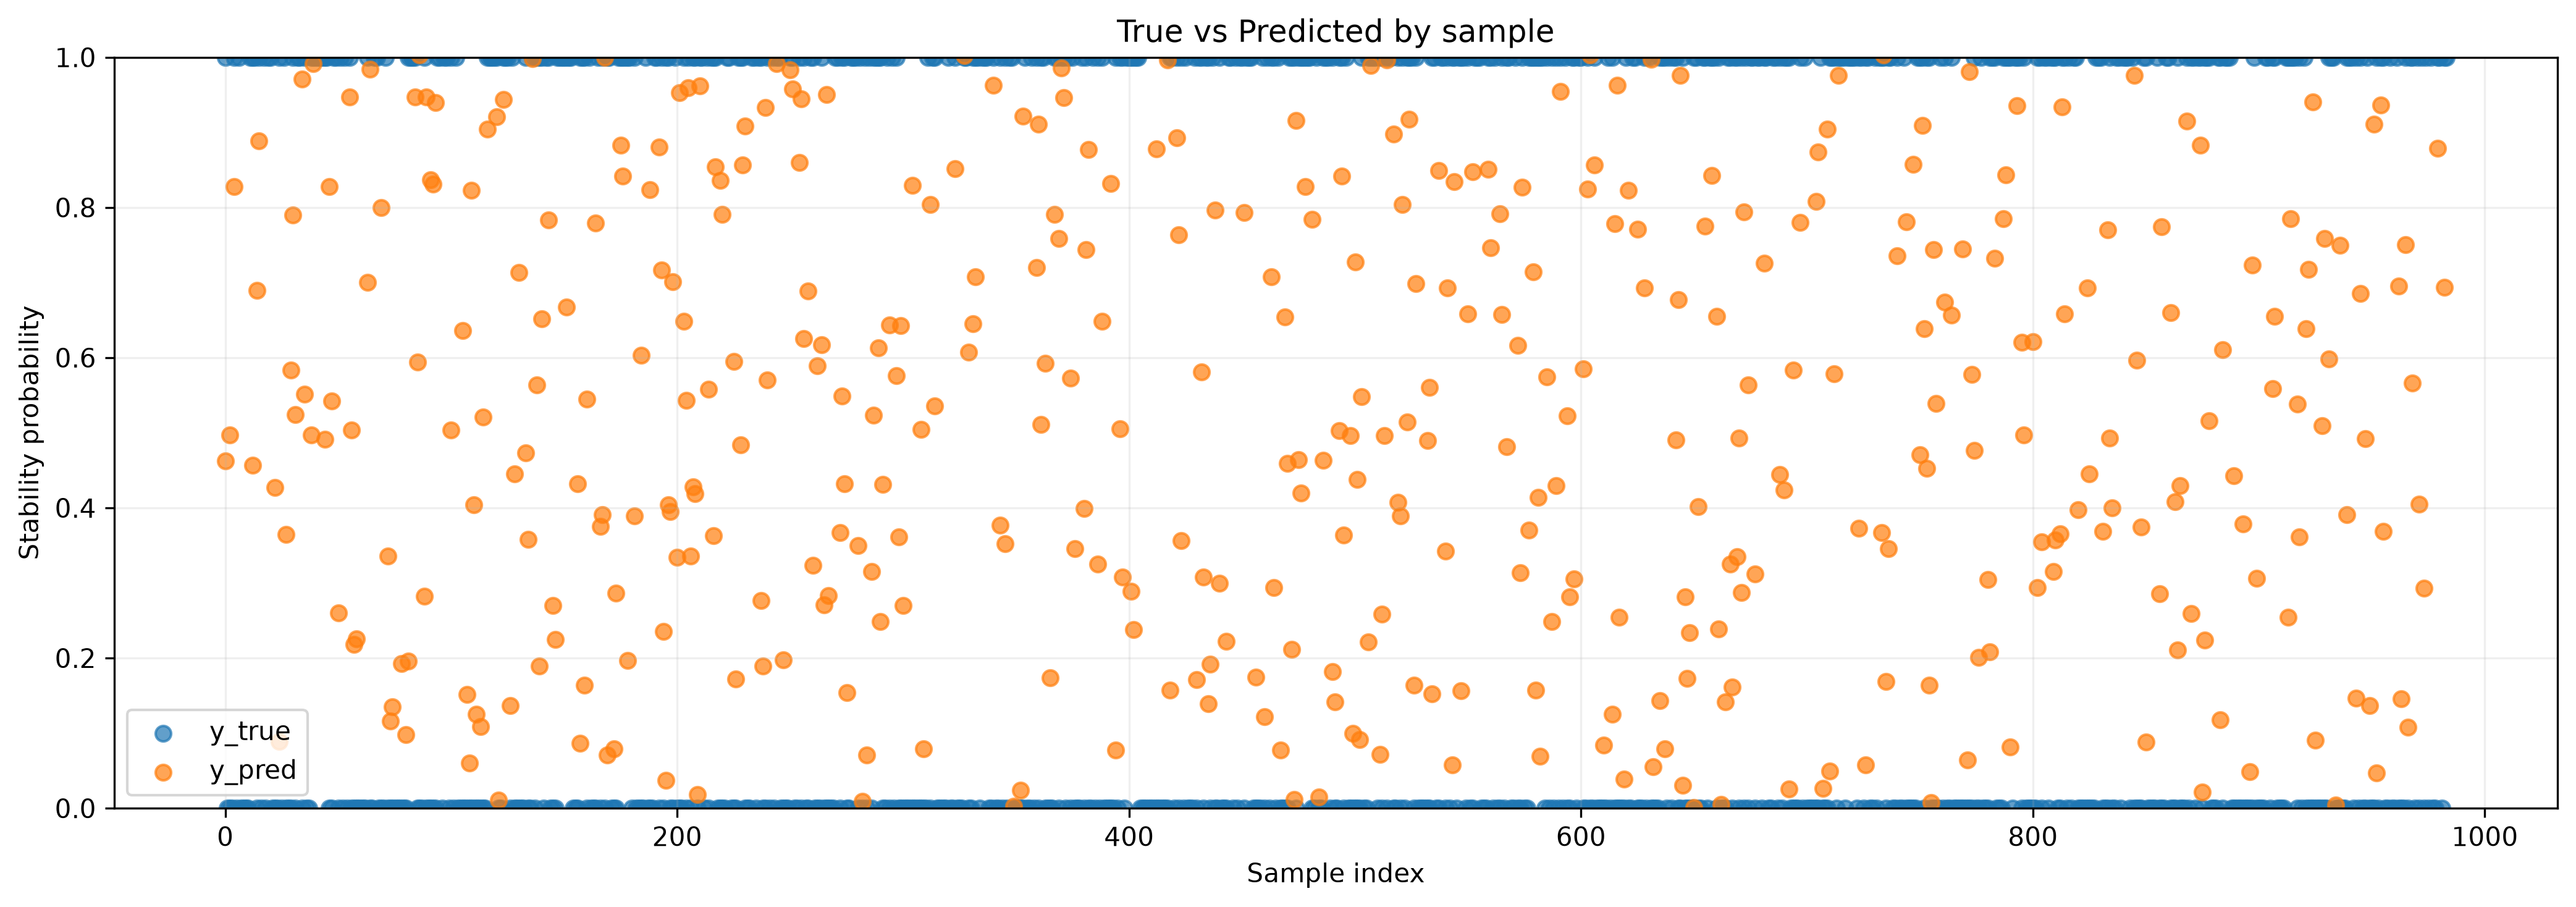 True vs Predicted by sample
1.0
0.8
0.6
0.4
0.2
0.0
Stability probability
y_true
y_pred
0 200 400 600 800 1000
Sample index